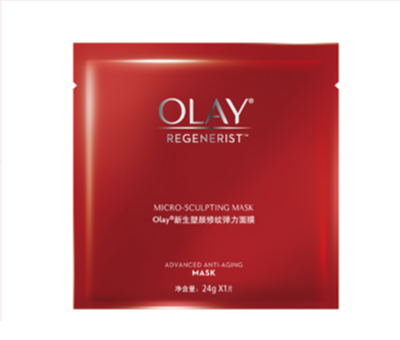 OLAY®
REGENERIST™
MICRO-SCULPTING MASK
Olay®新生塑颜修纹弹力面膜
ADVANCED ANTI-AGING
MASK
净含量：24g X1片